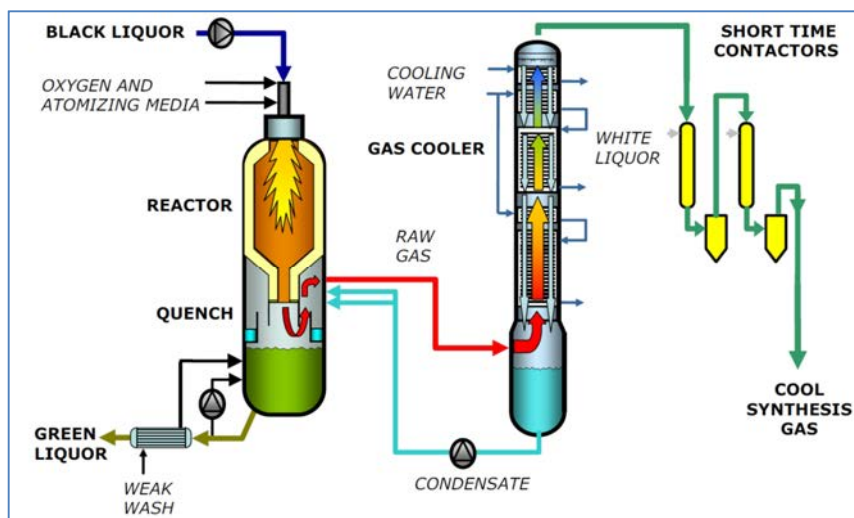 BLACK LIQUOR
OXYGEN AND
ATOMIZING MEDIA
REACTOR
QUENCH
GREEN
LIQUOR
WEAK
WASH
RAW
GAS
CONDENSATE
COOLING
WATER
GAS COOLER
WHITE
LIQUOR
SHORT TIME
CONTACTORS
COOL
SYNTHESIS
GAS